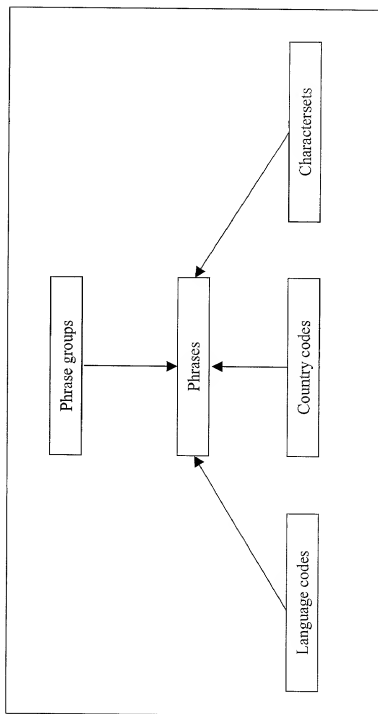 Phrase groups
Phrases
Language codes
Country codes
Charactersets